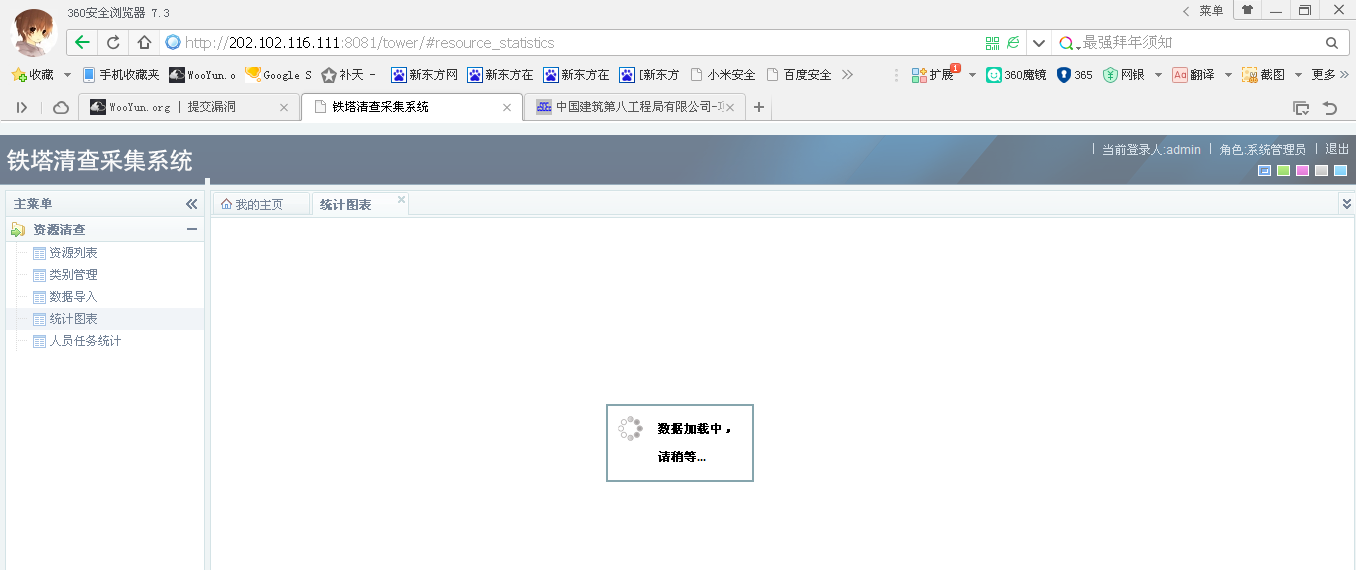 360安全浏览器 7.3
菜单
http://202.102.116.111:8081/tower/#resource_statistics
最强拜年须知
收藏 手机收藏夹 WooYun.o Google S 补天 - 新东方网 新东方在 新东方在 [新东方 小米安全 百度安全 扩展 1 360魔镜 365 网银 Aa 翻译 截图 更多
WooYun.org | 提交漏洞 铁塔清查采集系统 中国建筑第八工程局有限公司-项
铁塔清查采集系统
当前登录人:admin 角色:系统管理员 退出
主菜单
我的主页 统计图表
资源清查
资源列表
类别管理
数据导入
统计图表
人员任务统计
数据加载中，
请稍等...